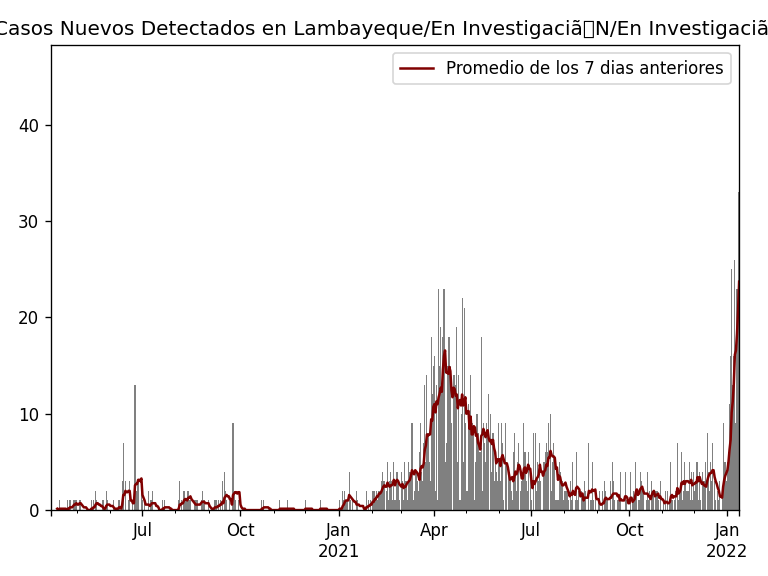 Casos Nuevos Detectados en Lambayeque/En Investigaciã▯N/En Investigaciã
Promedio de los 7 dias anteriores
40
30
20
10
0
Jul
Oct
Jan
2021
Apr
Jul
Oct
Jan
2022